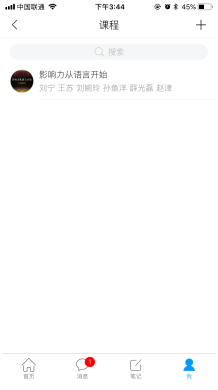 中国联通 下午3:44 45%
课程
搜索
影响力从语言开始
刘宁 王苏 刘婉玲 孙鱼洋 薛光磊 赵津
1
首页 消息 笔记 我